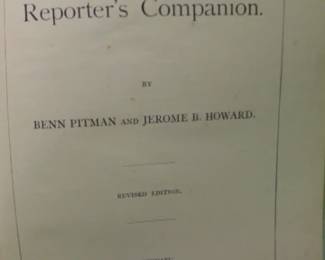 Reporter's Companion.
BY
BENN PITMAN AND JEROME B. HOWARD.
REVISED EDITION.